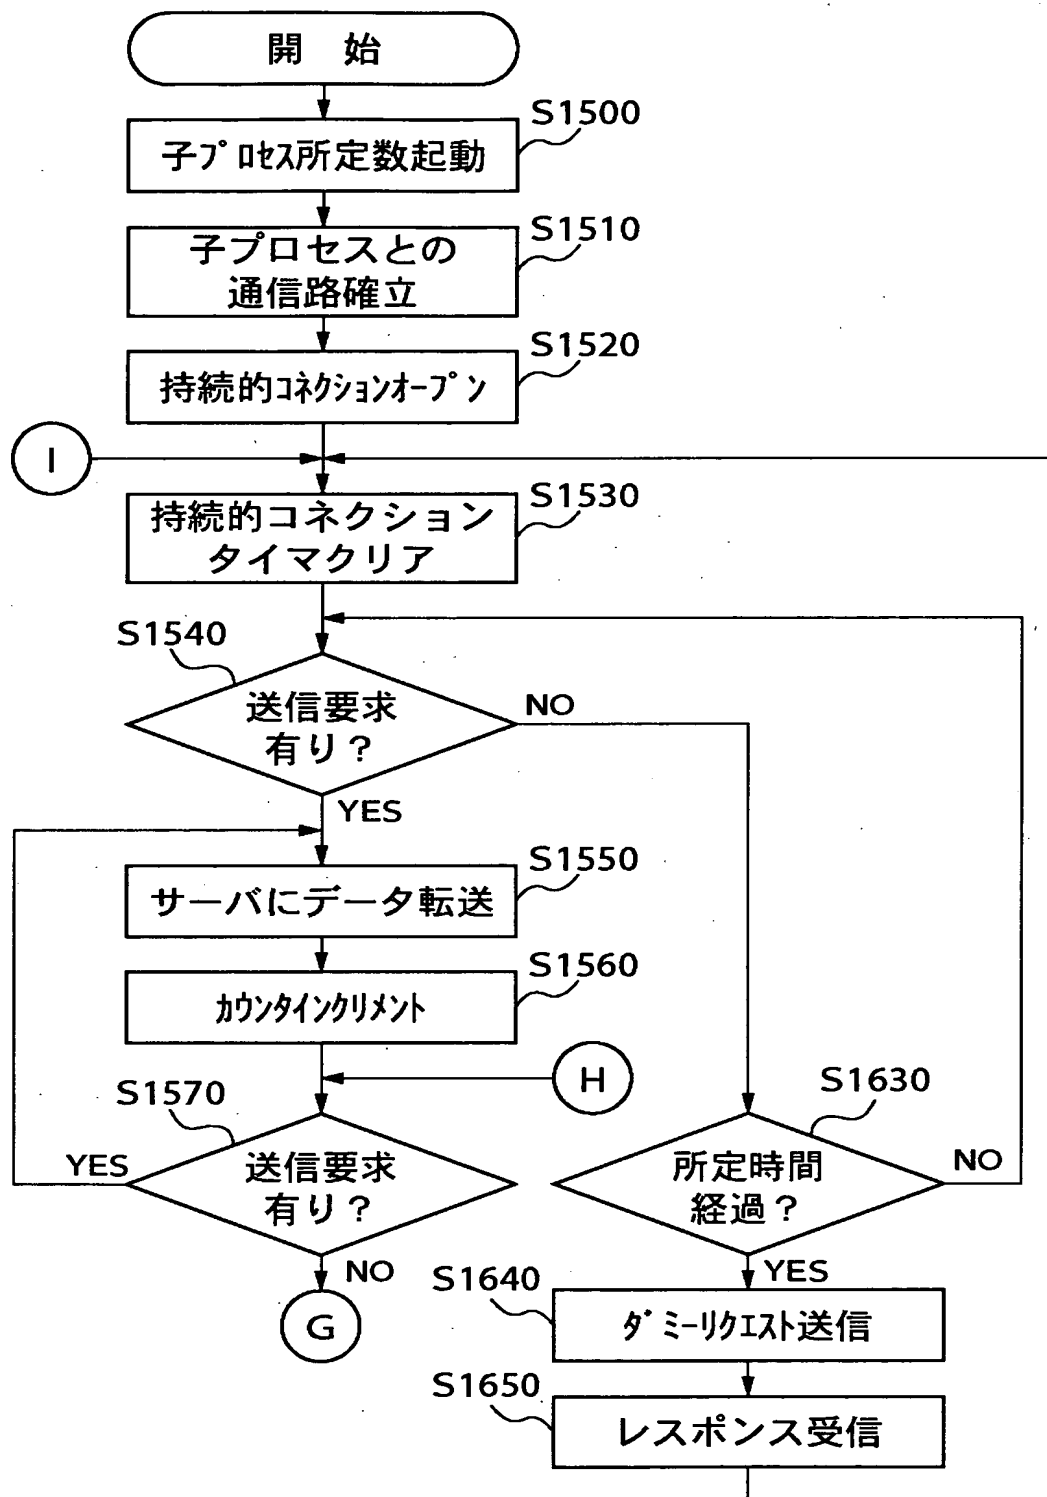 開 始
S1500
子プロセス所定数起動
S1510
子プロセスとの
通信路確立
S1520
持続的コネクションオープン
I
S1530
持続的コネクション
タイマクリア
S1540
送信要求
有り?
NO
YES
S1550
サーバにデータ転送
S1560
カウンタインクリメント
H
S1570
送信要求
有り?
YES
NO
G
S1630
所定時間
経過?
NO
YES
S1640
ダミーリクエスト送信
S1650
レスポンス受信